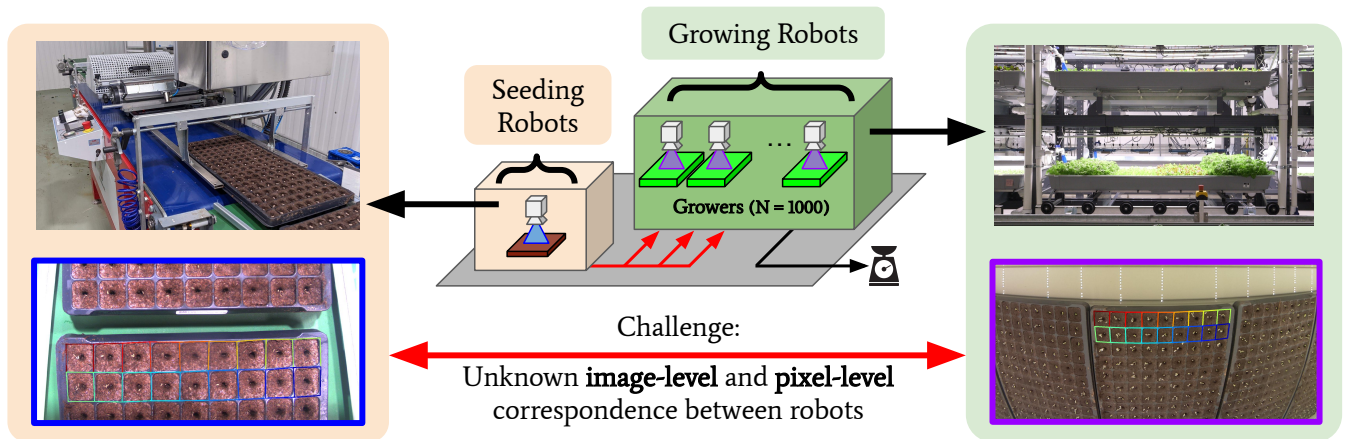 Growing Robots
Seeding
Robots
...
Growers (N = 1000)
Challenge:
Unknown image-level and pixel-level
correspondence between robots